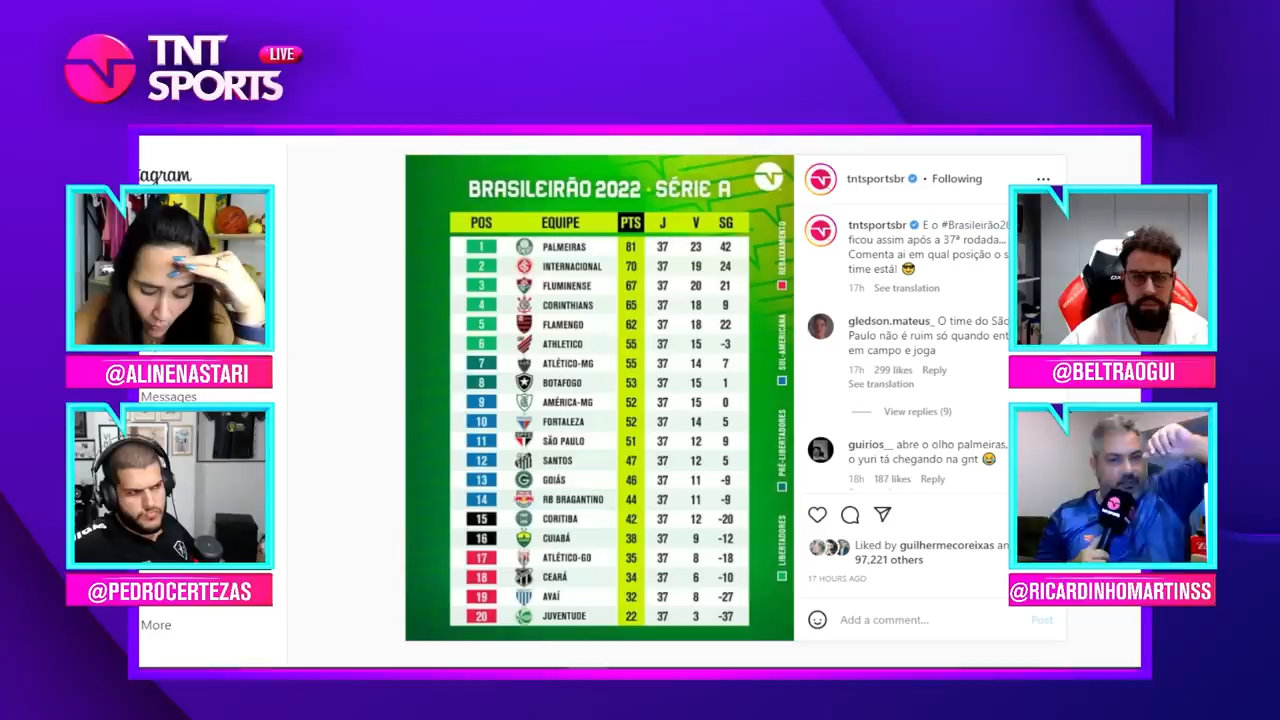 TNT
SPORTS
LIVE
agram
@ALINENASTARI
Messages
@PEDROCERTEZAS
More
BRASILEIRÃO 2022 · SÉRIE A
POS EQUIPE PTS J V SG
1 PALMEIRAS 81 37 23 42
2 INTERNACIONAL 70 37 19 24
3 FLUMINENSE 67 37 20 21
4 CORINTHIANS 65 37 18 9
5 FLAMENGO 62 37 18 22
6 ATHLETICO 55 37 15 -3
7 ATLÉTICO-MG 55 37 14 7
8 BOTAFOGO 53 37 15 1
9 AMÉRICA-MG 52 37 15 0
10 FORTALEZA 52 37 14 5
11 SÃO PAULO 51 37 12 9
12 SANTOS 47 37 12 5
13 GOIÁS 46 37 11 -9
14 RB BRAGANTINO 44 37 11 -9
15 CORITIBA 42 37 12 -20
16 CUIABÁ 38 37 9 -12
17 ATLÉTICO-GO 35 37 8 -18
18 CEARÁ 34 37 6 -10
19 AVAÍ 32 37 8 -27
20 JUVENTUDE 22 37 3 -37
REBAIXAMENTO
SUL-AMERICANA
PRÉ-LIBERTADORES
LIBERTADORES
tntsportsbr • Following
tntsportsbr E o #Brasileirão20
ficou assim após a 37ª rodada...
Comenta ai em qual posição o s
time está! 😎
17h See translation
gledson.mateus_ O time do São
Paulo não é ruim só quando ent
em campo e joga
17h 299 likes Reply
See translation
View replies (9)
guirios__ abre o olho palmeiras,
o yuri tá chegando na gnt 😂
18h 187 likes Reply
Liked by guilhermecoreixas an
97,221 others
17 HOURS AGO
Add a comment... Post
@BELTRAOGUI
@RICARDINHOMARTINSS